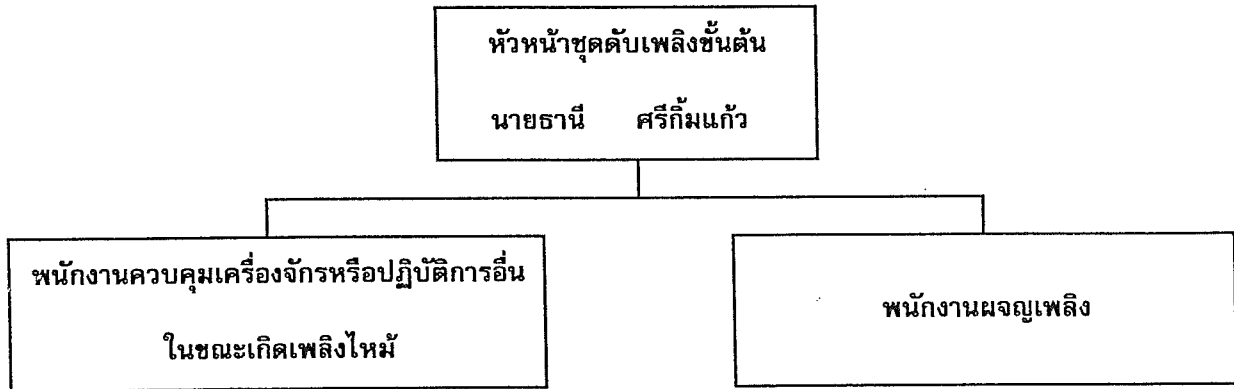 หัวหน้าชุดดับเพลิงขั้นต้น
นายธานี ศรีกิ้มแก้ว
พนักงานควบคุมเครื่องจักรหรือปฏิบัติการอื่น
ในขณะเกิดเพลิงไหม้
พนักงานผจญเพลิง